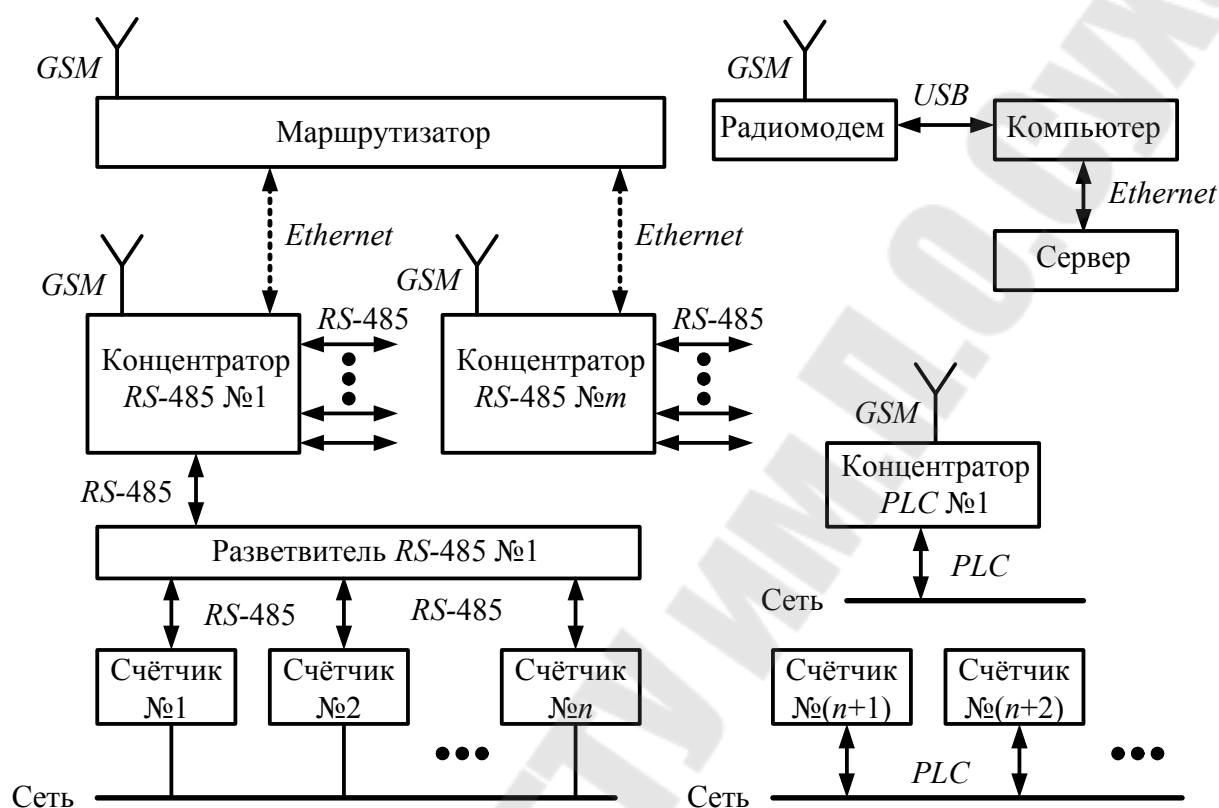 GSM
Маршрутизатор
GSM
Радиомодем
USB
Компьютер
Ethernet
Сервер
Ethernet
Ethernet
GSM
Концентратор
RS-485 №1
RS-485
GSM
Концентратор
RS-485 №m
RS-485
RS-485
Разветвитель RS-485 №1
RS-485
RS-485
Счётчик
№1
Счётчик
№2
Счётчик
№n
Сеть
GSM
Концентратор
PLC №1
PLC
Сеть
Счётчик
№(n+1)
Счётчик
№(n+2)
PLC
Сеть